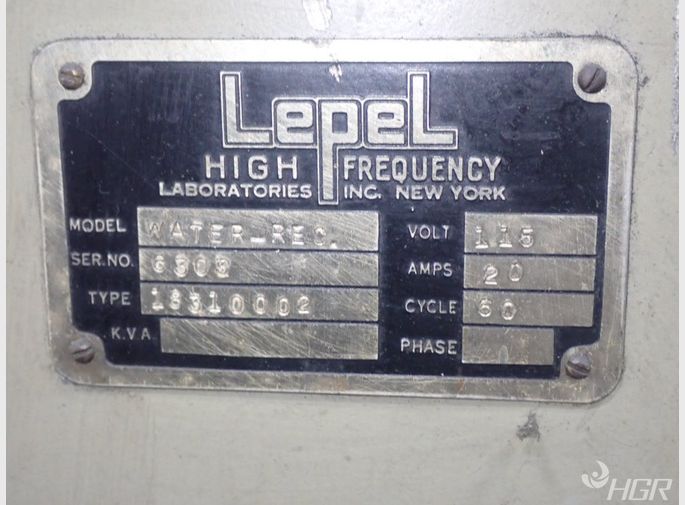 LepeL
HIGH FREQUENCY
LABORATORIES INC. NEW YORK
MODEL WATER-REC. VOLT 115
SER.NO. 6302 AMPS 20
TYPE 18310002 CYCLE 60
K.V.A. PHASE
HGR